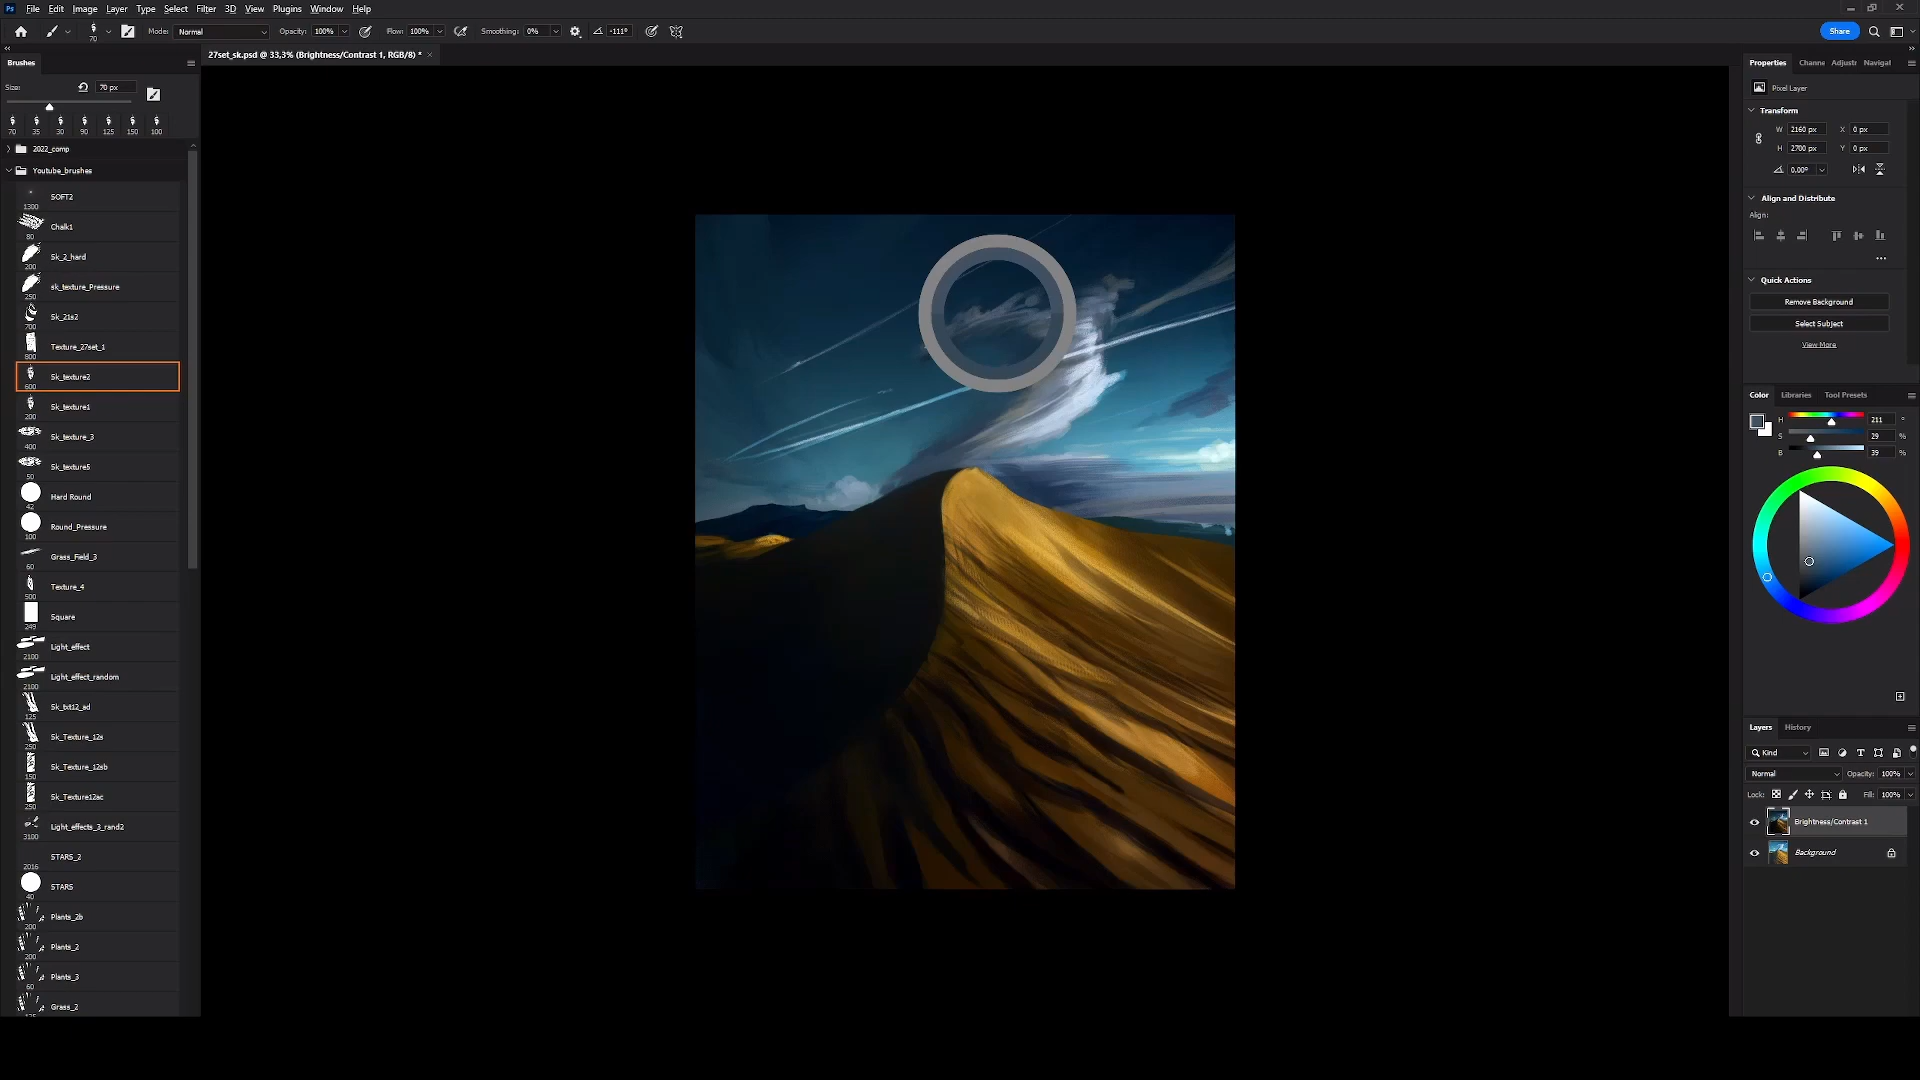 Ps File Edit Image Layer Type Select Filter 3D View Plugins Window Help
70 Mode: Normal Opacity: 100% Flow: 100% Smoothing: 0% -111° Share
27set_sk.psd @ 33,3% (Brightness/Contrast 1, RGB/8) *
Brushes
Size: 70 px
70 35 30 90 125 150 100
2022_comp
Youtube_brushes
SOFT2
1300
Chalk1
80
Sk_2_hard
200
sk_texture_Pressure
250
Sk_21s2
700
Texture_27set_1
800
Sk_texture2
600
Sk_texture1
200
Sk_texture_3
400
Sk_texture5
50
Hard Round
42
Round_Pressure
100
Grass_Field_3
60
Texture_4
500
Square
249
Light_effect
2100
Light_effect_random
2100
Sk_txt12_ad
125
Sk_Texture_12s
250
Sk_Texture_12sb
150
Sk_Texture12ac
250
Light_effects_3_rand2
3100
STARS_2
2016
STARS
40
Plants_2b
200
Plants_2
200
Plants_3
60
Grass_2
Properties Channe Adjustr Navigat
Pixel Layer
Transform
W 2160 px X 0 px
H 2700 px Y 0 px
0,00°
Align and Distribute
Align:
Quick Actions
Remove Background
Select Subject
View More
Color Libraries Tool Presets
H 211 °
S 29 %
B 39 %
Layers History
Kind
Normal Opacity: 100%
Lock: Fill: 100%
Brightness/Contrast 1
Background